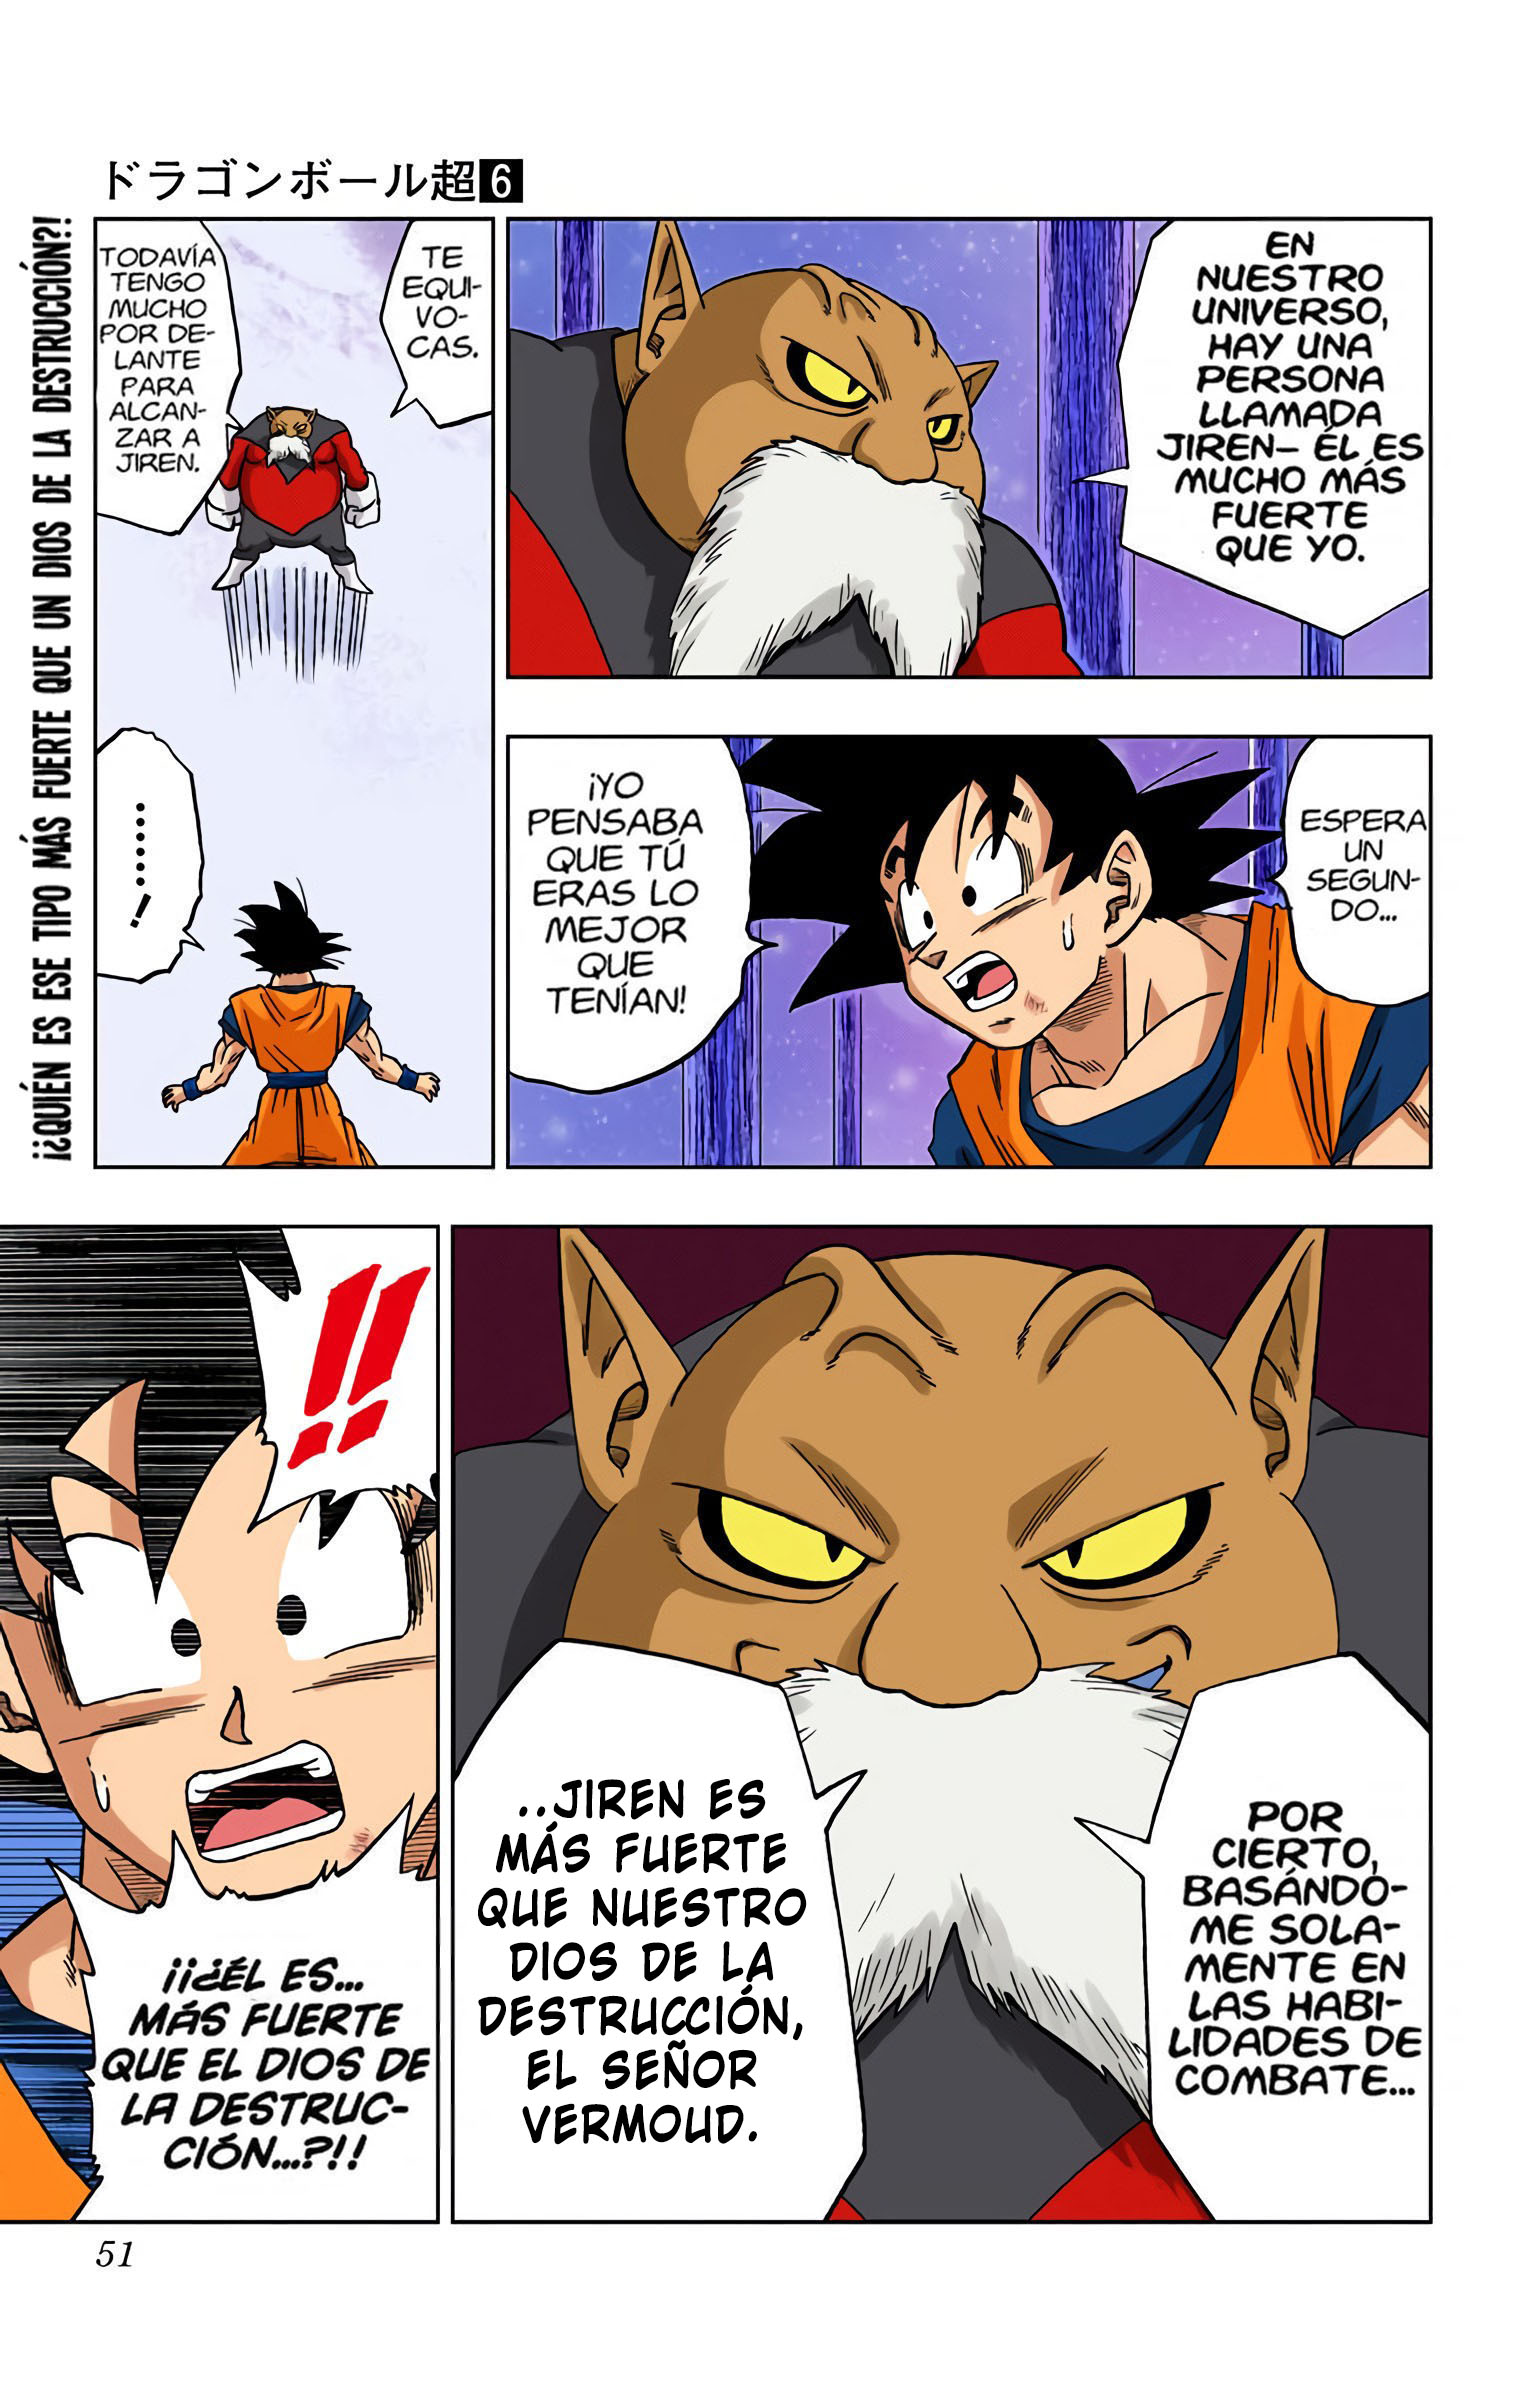 ドラゴンボール超6
EN
NUESTRO
UNIVERSO,
HAY UNA
PERSONA
LLAMADA
JIREN– ÉL ES
MUCHO MÁS
FUERTE
QUE YO.
ESPERA
UN
SEGUN-
DO...
¡YO
PENSABA
QUE TÚ
ERAS LO
MEJOR
QUE
TENÍAN!
TE
EQUI-
VO-
CAS.
TODAVÍA
TENGO
MUCHO
POR DE-
LANTE
PARA
ALCAN-
ZAR A
JIREN.
......!
POR
CIERTO,
BASÁNDO-
ME SOLA-
MENTE EN
LAS HABI-
LIDADES DE
COMBATE...
..JIREN ES
MÁS FUERTE
QUE NUESTRO
DIOS DE LA
DESTRUCCIÓN,
EL SEÑOR
VERMOUD.
!!
¡¡¿ÉL ES...
MÁS FUERTE
QUE EL DIOS DE
LA DESTRUC-
CIÓN...?!!
¡¿QUIÉN ES ESE TIPO MÁS FUERTE QUE UN DIOS DE LA DESTRUCCIÓN?!
51